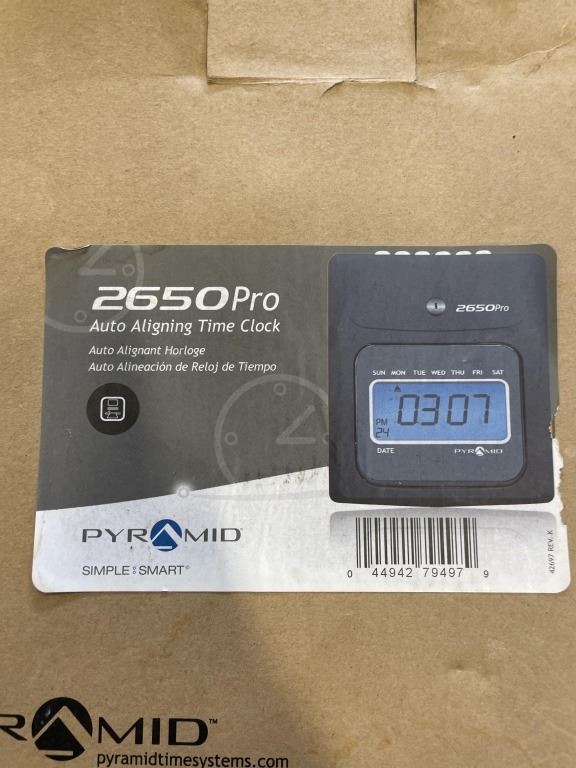 2650Pro
Auto Aligning Time Clock
Auto Alignant Horloge
Auto Alineación de Reloj de Tiempo
2650Pro
SUN MON TUE WED THU FRI SAT
PM
24
0307
DATE
PYRAMID
PYRAMID
SIMPLE & SMART®
0 44942 79497 9
42697 REV. K
RAMID™
pyramidtimesystems.com